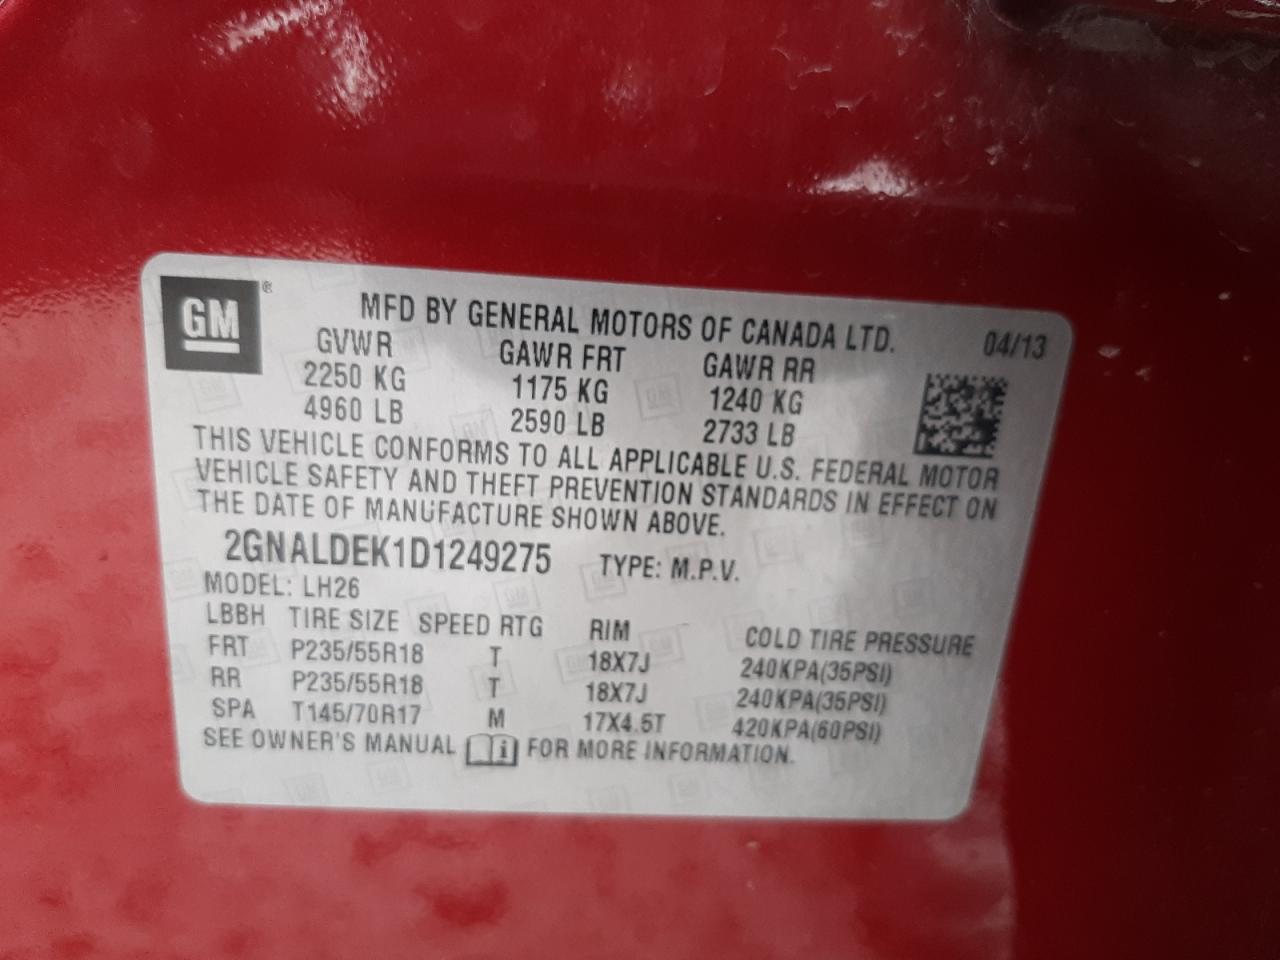 GM®
MFD BY GENERAL MOTORS OF CANADA LTD. 04/13
GVWR GAWR FRT GAWR RR
2250 KG 1175 KG 1240 KG
4960 LB 2590 LB 2733 LB
THIS VEHICLE CONFORMS TO ALL APPLICABLE U.S. FEDERAL MOTOR
VEHICLE SAFETY AND THEFT PREVENTION STANDARDS IN EFFECT ON
THE DATE OF MANUFACTURE SHOWN ABOVE.
2GNALDEK1D1249275 TYPE: M.P.V.
MODEL: LH26
LBBH TIRE SIZE SPEED RTG RIM COLD TIRE PRESSURE
FRT P235/55R18 T 18X7J 240KPA(35PSI)
RR P235/55R18 T 18X7J 240KPA(35PSI)
SPA T145/70R17 M 17X4.5T 420KPA(60PSI)
SEE OWNER'S MANUAL i FOR MORE INFORMATION.